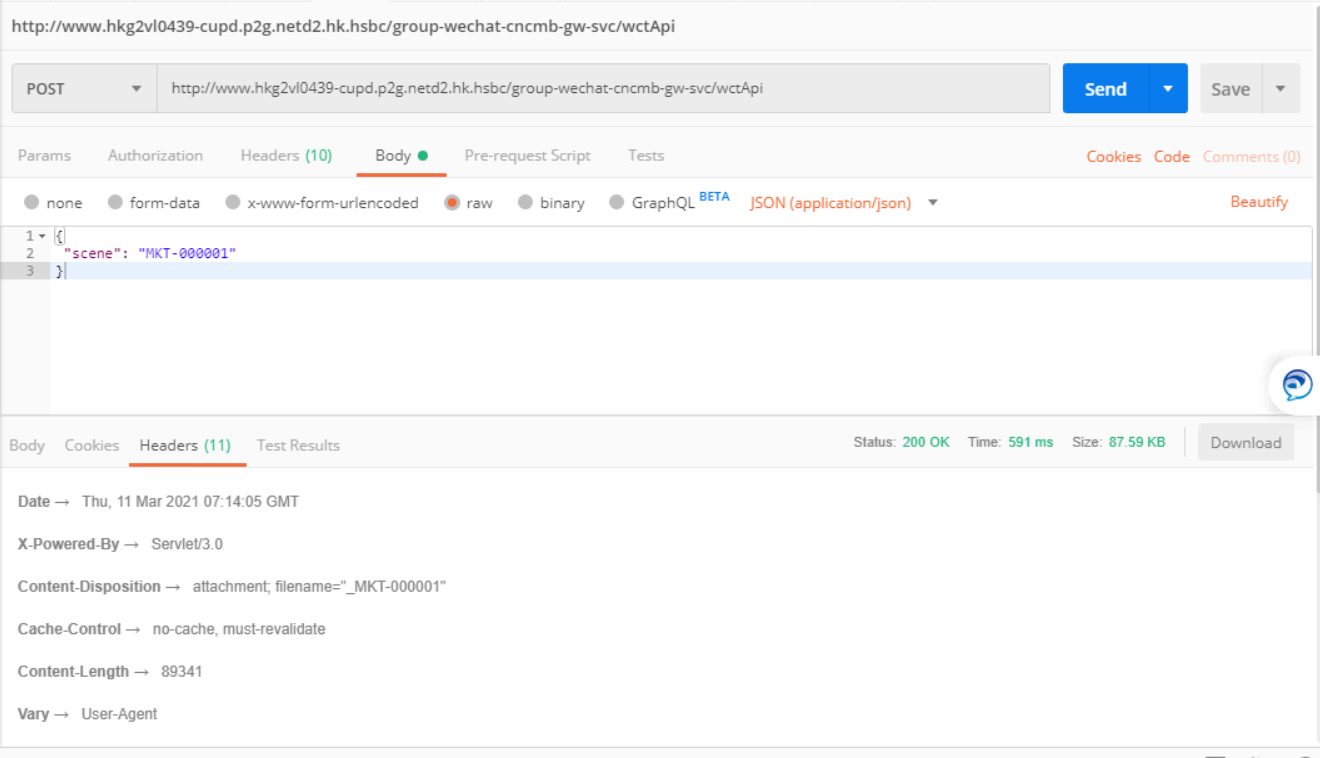 http://www.hkg2vl0439-cupd.p2g.netd2.hk.hsbc/group-wechat-cncmb-gw-svc/wctApi
POST http://www.hkg2vl0439-cupd.p2g.netd2.hk.hsbc/group-wechat-cncmb-gw-svc/wctApi Send Save
Params Authorization Headers (10) Body Pre-request Script Tests Cookies Code Comments (0)
none form-data x-www-form-urlencoded raw binary GraphQL BETA JSON (application/json) Beautify
1 {
2 "scene": "MKT-000001"
3 }
Body Cookies Headers (11) Test Results Status: 200 OK Time: 591 ms Size: 87.59 KB Download
Date → Thu, 11 Mar 2021 07:14:05 GMT
X-Powered-By → Servlet/3.0
Content-Disposition → attachment; filename="_MKT-000001"
Cache-Control → no-cache, must-revalidate
Content-Length → 89341
Vary → User-Agent